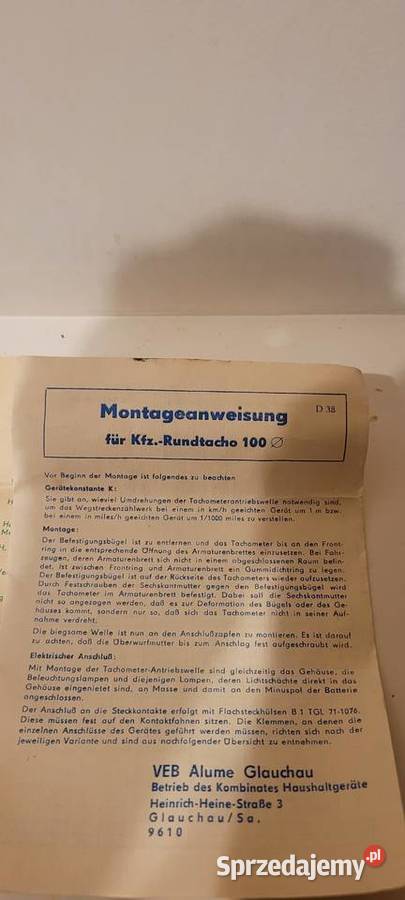 Montageanweisung
D 38
für Kfz.-Rundtacho 100 ∅
Vor Beginn der Montage ist folgendes zu beachten
Gerätekonstante K:
Sie gibt an, wieviel Umdrehungen der Tachometerantriebswelle notwendig sind,
um das Wegstreckenzählwerk bei einem in km/h geeichten Gerät um 1 m bzw.
bei einem in miles/h geeichten Gerät um 1/1000 miles zu verstellen.
Montage:
Der Befestigungsbügel ist zu entfernen und das Tachometer bis an den Front-
ring in die entsprechende Öffnung des Armaturenbrettes einzusetzen. Bei Fahr-
zeugen, deren Armaturenbrett sich nicht in einem abgeschlossenen Raum befin-
det, ist zwischen Frontring und Armaturenbrett ein Gummidichtring zu legen.
Der Befestigungsbügel ist auf der Rückseite des Tachometers wieder aufzusetzen.
Durch Festschrauben der Sechskantmutter gegen den Befestigungsbügel wird
das Tachometer im Armaturenbrett befestigt. Dabei soll die Sechskantmutter
nicht so angezogen werden, daß es zur Deformation des Bügels oder des Ge-
häuses kommt, sondern nur so, daß sich das Tachometer nicht in seiner Auf-
nahme verdreht.
Die biegsame Welle ist nun an den Anschlußzapfen zu montieren. Es ist darauf
zu achten, daß die Überwurfmutter bis zum Anschlag fest aufgeschraubt wird.
Elektrischer Anschluß:
Mit Montage der Tachometer-Antriebswelle sind gleichzeitig das Gehäuse, die
Beleuchtungslampen und diejenigen Lampen, deren Lichtschächte direkt in das
Gehäuse eingenietet sind, an Masse und damit an den Minuspol der Batterie
angeschlossen.
Der Anschluß an die Steckkontakte erfolgt mit Flachsteckhülsen B 1 TGL 71-1076.
Diese müssen fest auf den Kontaktfahnen sitzen. Die Klemmen, an denen die
einzelnen Anschlüsse des Gerätes geführt werden müssen, richten sich nach der
jeweiligen Variante und sind aus nachfolgender Übersicht zu entnehmen.
VEB Alume Glauchau
Betrieb des Kombinates Haushaltgeräte
Heinrich-Heine-Straße 3
Glauchau/Sa.
9610
Sprzedajemy.pl